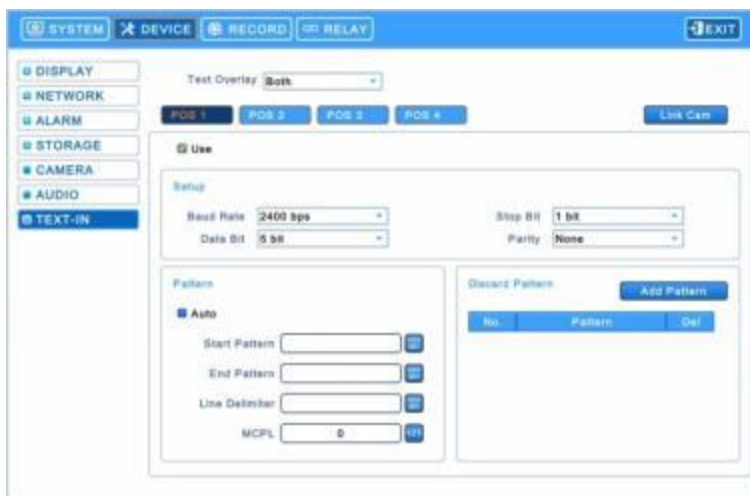 SYSTEM DEVICE RECORD RELAY EXIT
DISPLAY
NETWORK
ALARM
STORAGE
CAMERA
AUDIO
TEXT-IN
Text Overlay Both
POS 1 POS 2 POS 3 POS 4 Link Cam
Use
Setup
Baud Rate 2400 bps Stop Bit 1 bit
Data Bit 5 bit Parity None
Pattern
Auto
Start Pattern
End Pattern
Line Delimiter
MCPL 0 123
Discard Pattern Add Pattern
No. Pattern Del